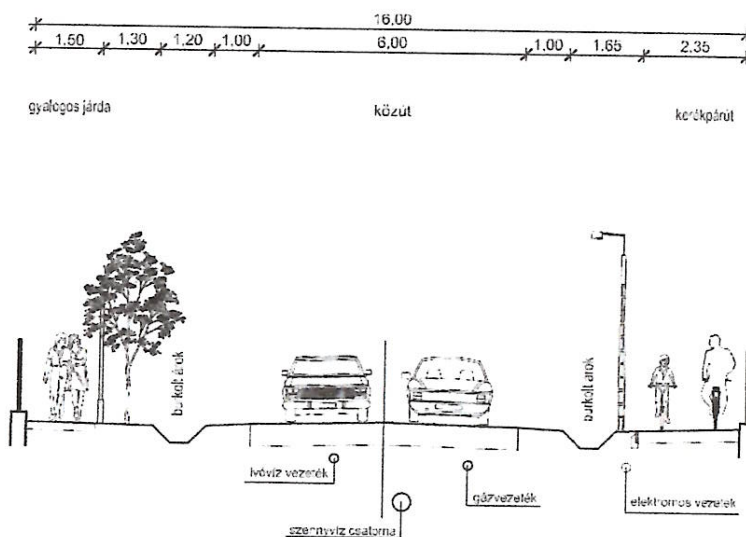 16,00
1.50 1.30 1,20 1.00 6,00 1.00 1.65 2.35
gyalogos járda közút kerékpárút
burkolt árok
burkolt árok
ivóvíz vezeték
gázvezeték
elektromos vezeték
szennyvíz csatorna